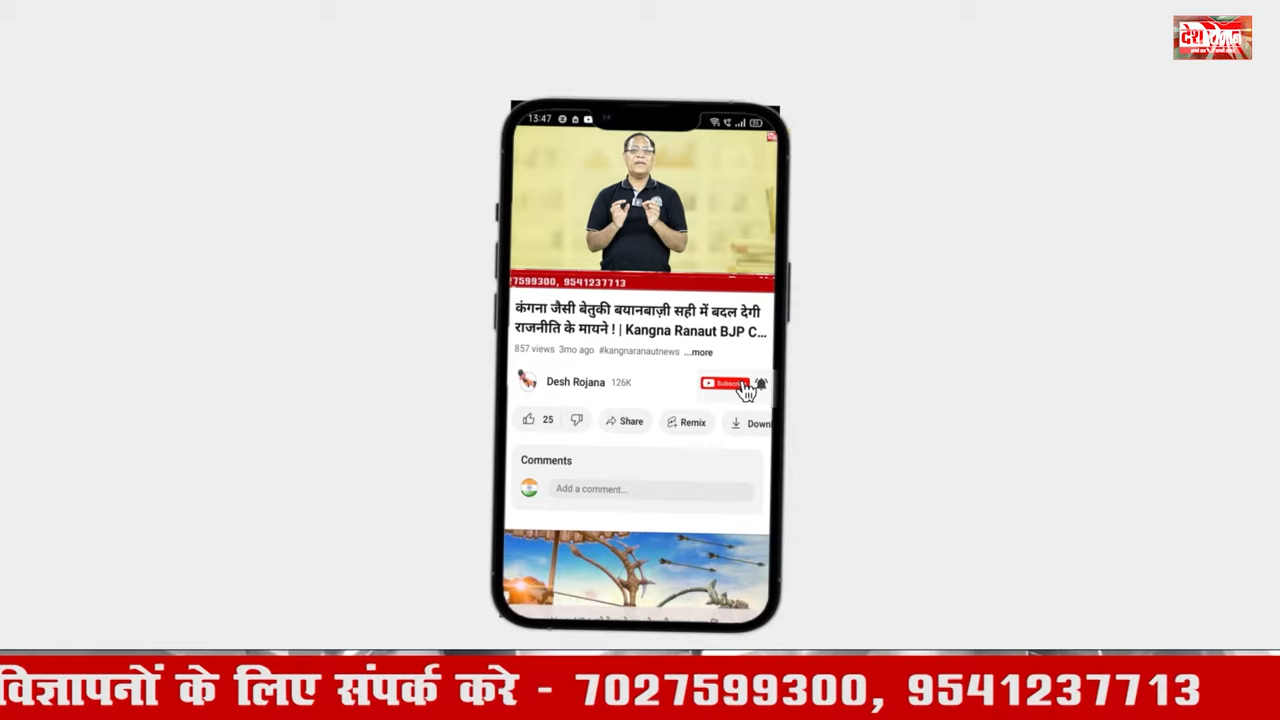 देश रोजाना
13:47
27599300, 9541237713
कंगना जैसी बेतुकी बयानबाज़ी सही में बदल देगी
राजनीति के मायने ! | Kangna Ranaut BJP C...
857 views 3mo ago #kangnaranautnews ...more
Desh Rojana 126K
25 Share Remix Down
Comments
Add a comment...
विज्ञापनों के लिए संपर्क करे - 7027599300, 9541237713